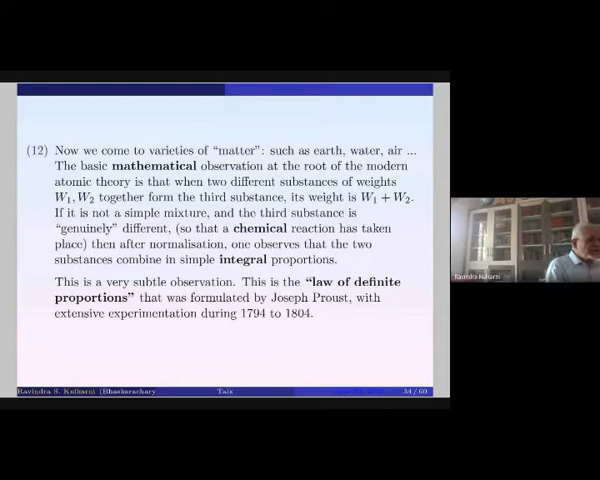 (12) Now we come to varieties of “matter”: such as earth, water, air ...
The basic mathematical observation at the root of the modern
atomic theory is that when two different substances of weights
W₁, W₂ together form the third substance, its weight is W₁ + W₂.
If it is not a simple mixture, and the third substance is
“genuinely” different, (so that a chemical reaction has taken
place) then after normalisation, one observes that the two
substances combine in simple integral proportions.
This is a very subtle observation. This is the “law of definite
proportions” that was formulated by Joseph Proust, with
extensive experimentation during 1794 to 1804.
Ravindra S. Kulkarni (Bhaskarachary Talk 34 / 60
Ravindra Kulkarni